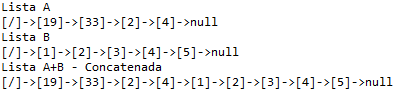 Lista A
[/]->[19]->[33]->[2]->[4]->null
Lista B
[/]->[1]->[2]->[3]->[4]->[5]->null
Lista A+B - Concatenada
[/]->[19]->[33]->[2]->[4]->[1]->[2]->[3]->[4]->[5]->null